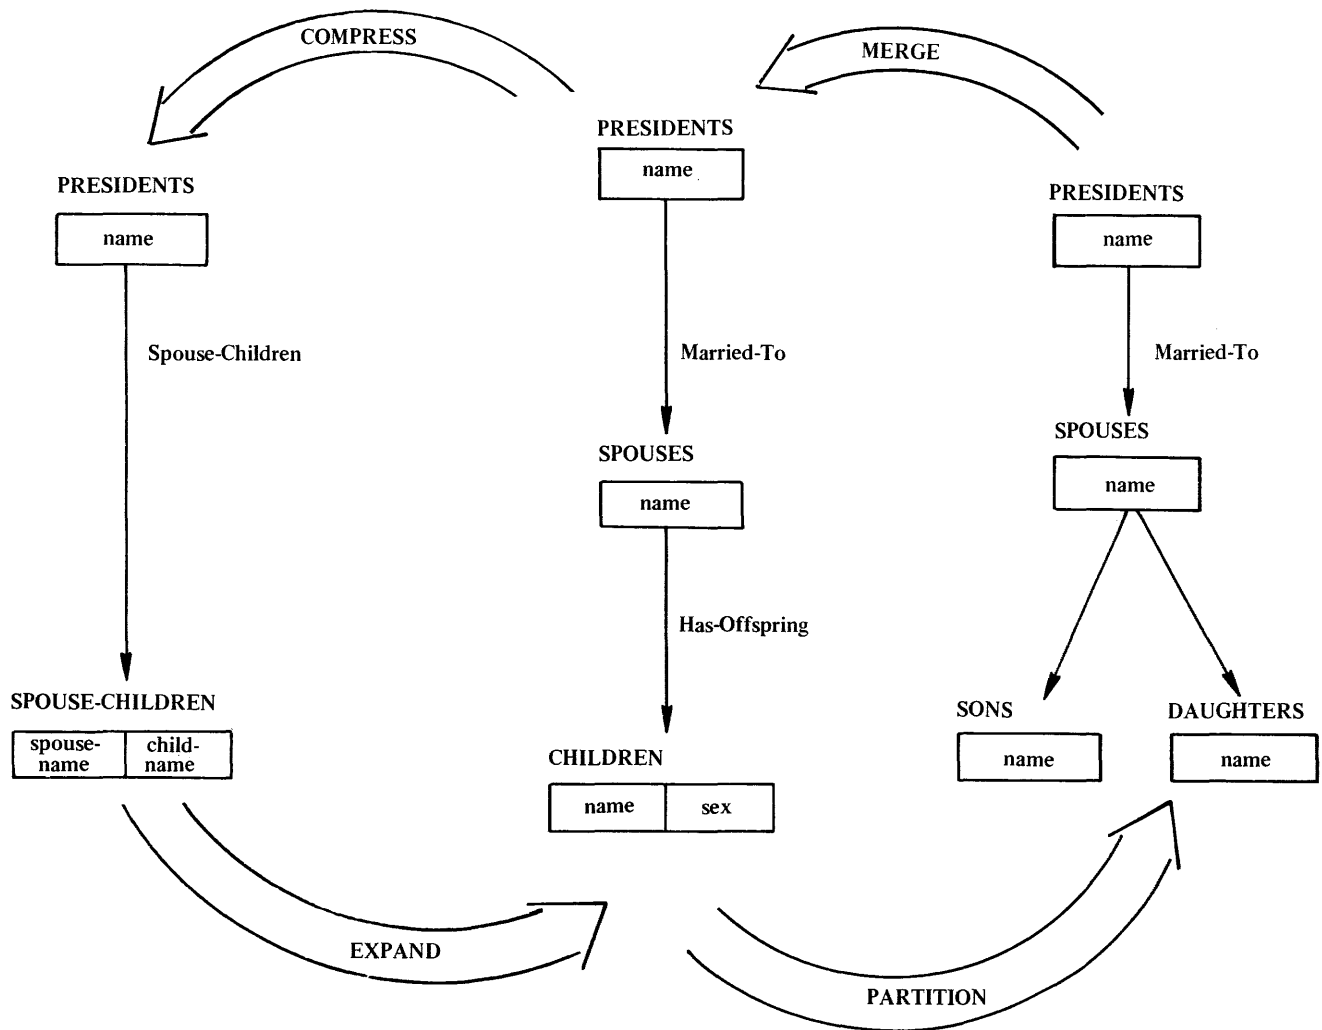 COMPRESS
MERGE
PRESIDENTS
name
PRESIDENTS
name
PRESIDENTS
name
Spouse-Children
Married-To
Married-To
SPOUSES
name
SPOUSES
name
Has-Offspring
SPOUSE-CHILDREN
spouse-
name
child-
name
CHILDREN
name
sex
SONS
name
DAUGHTERS
name
EXPAND
PARTITION